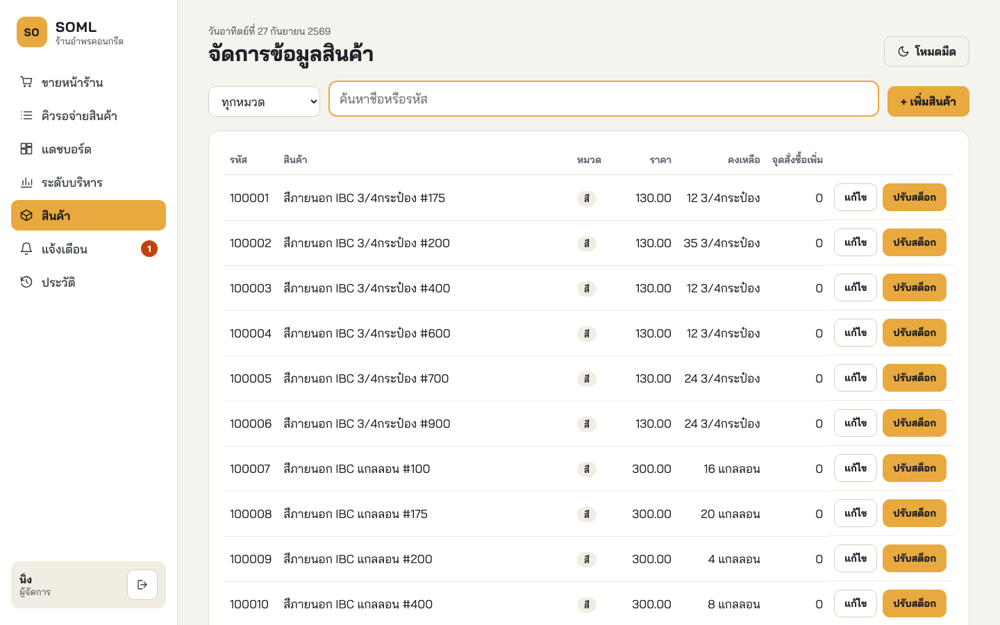 SO
SOML
ร้านอำพรคอนกรีต
ขายหน้าร้าน
คิวรอจ่ายสินค้า
แดชบอร์ด
ระดับบริหาร
สินค้า
แจ้งเตือน 1
ประวัติ
นิ้ง
ผู้จัดการ
วันอาทิตย์ที่ 27 กันยายน 2569
จัดการข้อมูลสินค้า
โหมดมืด
ทุกหมวด ค้นหาชื่อหรือรหัส + เพิ่มสินค้า
รหัส สินค้า หมวด ราคา คงเหลือ จุดสั่งซื้อเพิ่ม
100001 สีภายนอก IBC 3/4กระป๋อง #175 สี 130.00 12 3/4กระป๋อง 0 แก้ไข ปรับสต็อก
100002 สีภายนอก IBC 3/4กระป๋อง #200 สี 130.00 35 3/4กระป๋อง 0 แก้ไข ปรับสต็อก
100003 สีภายนอก IBC 3/4กระป๋อง #400 สี 130.00 12 3/4กระป๋อง 0 แก้ไข ปรับสต็อก
100004 สีภายนอก IBC 3/4กระป๋อง #600 สี 130.00 12 3/4กระป๋อง 0 แก้ไข ปรับสต็อก
100005 สีภายนอก IBC 3/4กระป๋อง #700 สี 130.00 24 3/4กระป๋อง 0 แก้ไข ปรับสต็อก
100006 สีภายนอก IBC 3/4กระป๋อง #900 สี 130.00 24 3/4กระป๋อง 0 แก้ไข ปรับสต็อก
100007 สีภายนอก IBC แกลลอน #100 สี 300.00 16 แกลลอน 0 แก้ไข ปรับสต็อก
100008 สีภายนอก IBC แกลลอน #175 สี 300.00 20 แกลลอน 0 แก้ไข ปรับสต็อก
100009 สีภายนอก IBC แกลลอน #200 สี 300.00 4 แกลลอน 0 แก้ไข ปรับสต็อก
100010 สีภายนอก IBC แกลลอน #400 สี 300.00 8 แกลลอน 0 แก้ไข ปรับสต็อก